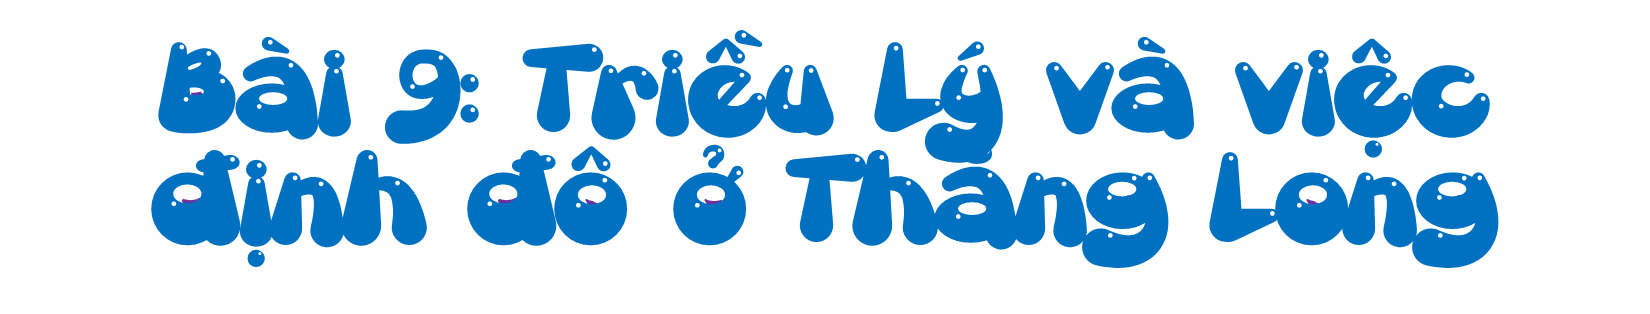 Bài 9: Triều Lý và việc
định đô ở Thăng Long